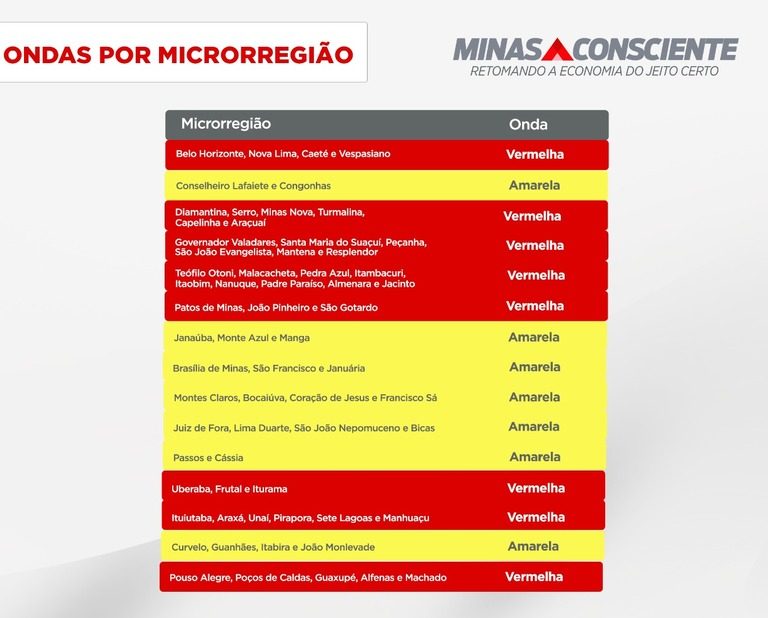 ONDAS POR MICRORREGIÃO
MINAS CONSCIENTE
RETOMANDO A ECONOMIA DO JEITO CERTO
Microrregião Onda
Belo Horizonte, Nova Lima, Caeté e Vespasiano Vermelha
Conselheiro Lafaiete e Congonhas Amarela
Diamantina, Serro, Minas Nova, Turmalina,
Capelinha e Araçuaí Vermelha
Governador Valadares, Santa Maria do Suaçuí, Peçanha,
São João Evangelista, Mantena e Resplendor Vermelha
Teófilo Otoni, Malacacheta, Pedra Azul, Itambacuri,
Itaobim, Nanuque, Padre Paraíso, Almenara e Jacinto Vermelha
Patos de Minas, João Pinheiro e São Gotardo Vermelha
Janaúba, Monte Azul e Manga Amarela
Brasília de Minas, São Francisco e Januária Amarela
Montes Claros, Bocaiúva, Coração de Jesus e Francisco Sá Amarela
Juiz de Fora, Lima Duarte, São João Nepomuceno e Bicas Amarela
Passos e Cássia Amarela
Uberaba, Frutal e Iturama Vermelha
Ituiutaba, Araxá, Unaí, Pirapora, Sete Lagoas e Manhuaçu Vermelha
Curvelo, Guanhães, Itabira e João Monlevade Amarela
Pouso Alegre, Poços de Caldas, Guaxupé, Alfenas e Machado Vermelha